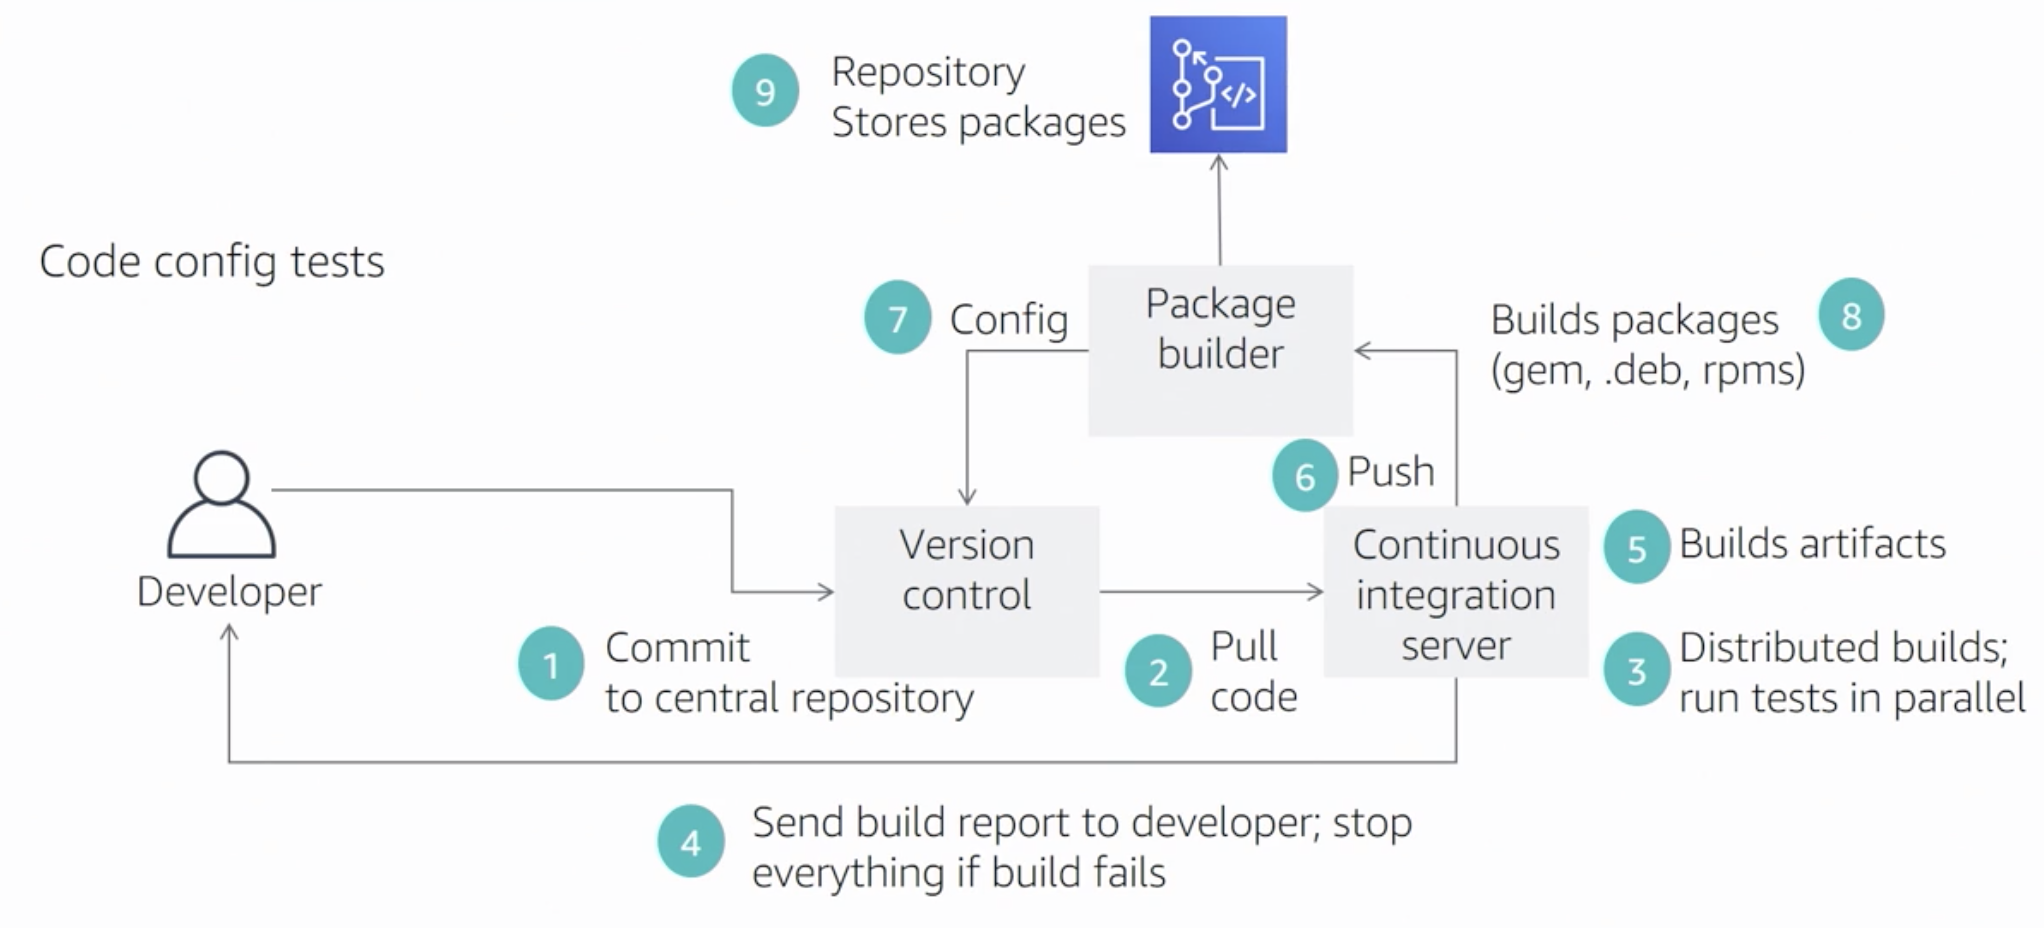 9
Repository
Stores packages
</>
Code config tests
7
Config
Package
builder
Builds packages
(gem, .deb, rpms)
8
6
Push
Developer
Version
control
Continuous
integration
server
5
Builds artifacts
1
Commit
to central repository
2
Pull
code
3
Distributed builds;
run tests in parallel
4
Send build report to developer; stop
everything if build fails